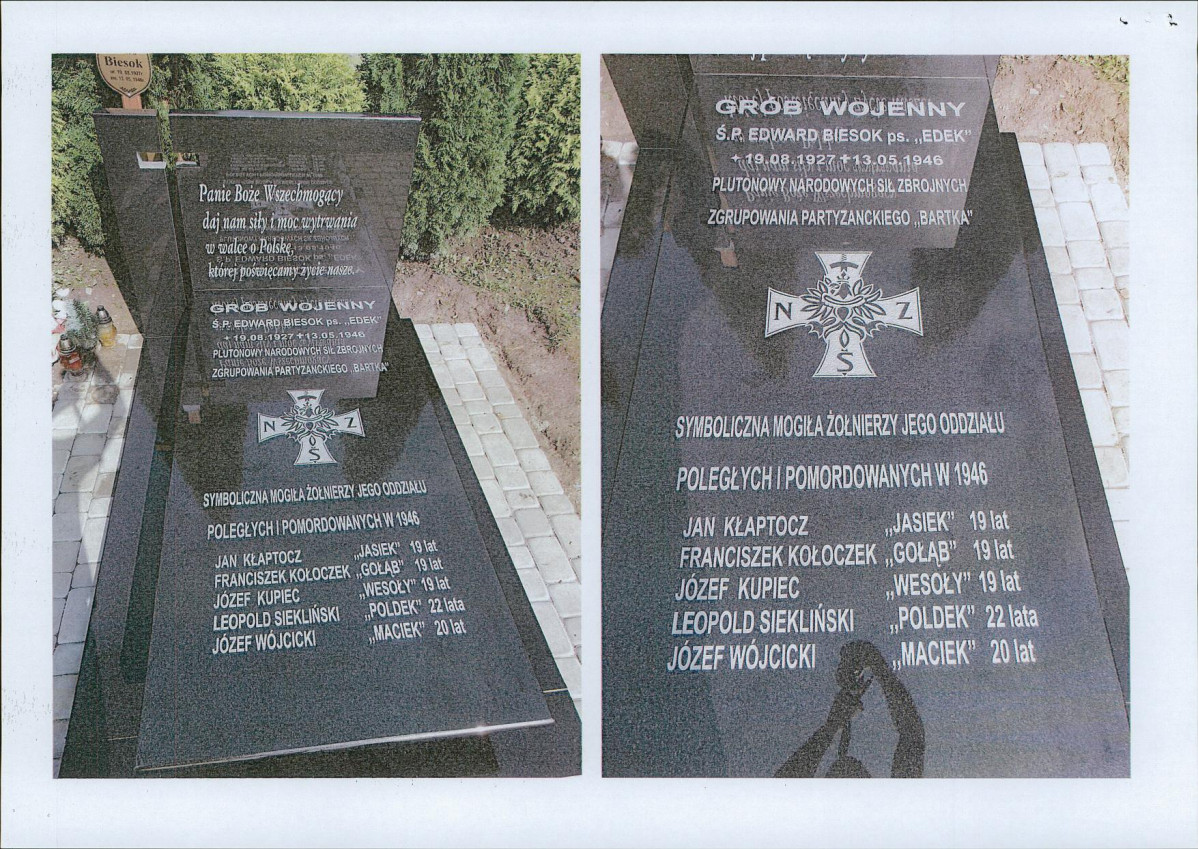 Biesok
Panie Boże Wszechmogący
daj nam siły i moc wytrwania
w walce o Polskę,
której poświęcamy życie nasze.
GRÓB WOJENNY
Ś.P. EDWARD BIESOK ps. „EDEK”
+ 19.08.1927 + 13.05.1946
PLUTONOWY NARODOWYCH SIŁ ZBROJNYCH
ZGRUPOWANIA PARTYZANCKIEGO „BARTKA”
N Z
Ś
SYMBOLICZNA MOGIŁA ŻOŁNIERZY JEGO ODDZIAŁU
POLEGŁYCH I POMORDOWANYCH W 1946
JAN KŁAPTOCZ „JASIEK” 19 lat
FRANCISZEK KOŁOCZEK „GOŁĄB” 19 lat
JÓZEF KUPIEC „WESOŁY” 19 lat
LEOPOLD SIEKLIŃSKI „POLDEK” 22 lata
JÓZEF WÓJCICKI „MACIEK” 20 lat
GRÓB WOJENNY
Ś.P. EDWARD BIESOK ps. „EDEK”
+ 19.08.1927 + 13.05.1946
PLUTONOWY NARODOWYCH SIŁ ZBROJNYCH
ZGRUPOWANIA PARTYZANCKIEGO „BARTKA”
N Z
Ś
SYMBOLICZNA MOGIŁA ŻOŁNIERZY JEGO ODDZIAŁU
POLEGŁYCH I POMORDOWANYCH W 1946
JAN KŁAPTOCZ „JASIEK” 19 lat
FRANCISZEK KOŁOCZEK „GOŁĄB” 19 lat
JÓZEF KUPIEC „WESOŁY” 19 lat
LEOPOLD SIEKLIŃSKI „POLDEK” 22 lata
JÓZEF WÓJCICKI „MACIEK” 20 lat